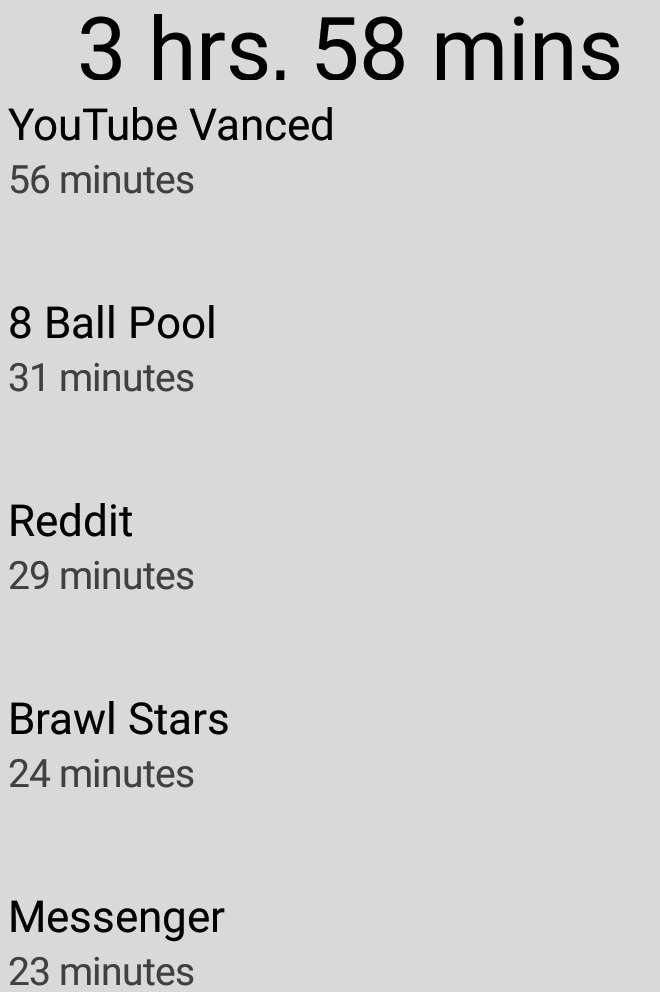 3 hrs. 58 mins
YouTube Vanced
56 minutes
8 Ball Pool
31 minutes
Reddit
29 minutes
Brawl Stars
24 minutes
Messenger
23 minutes